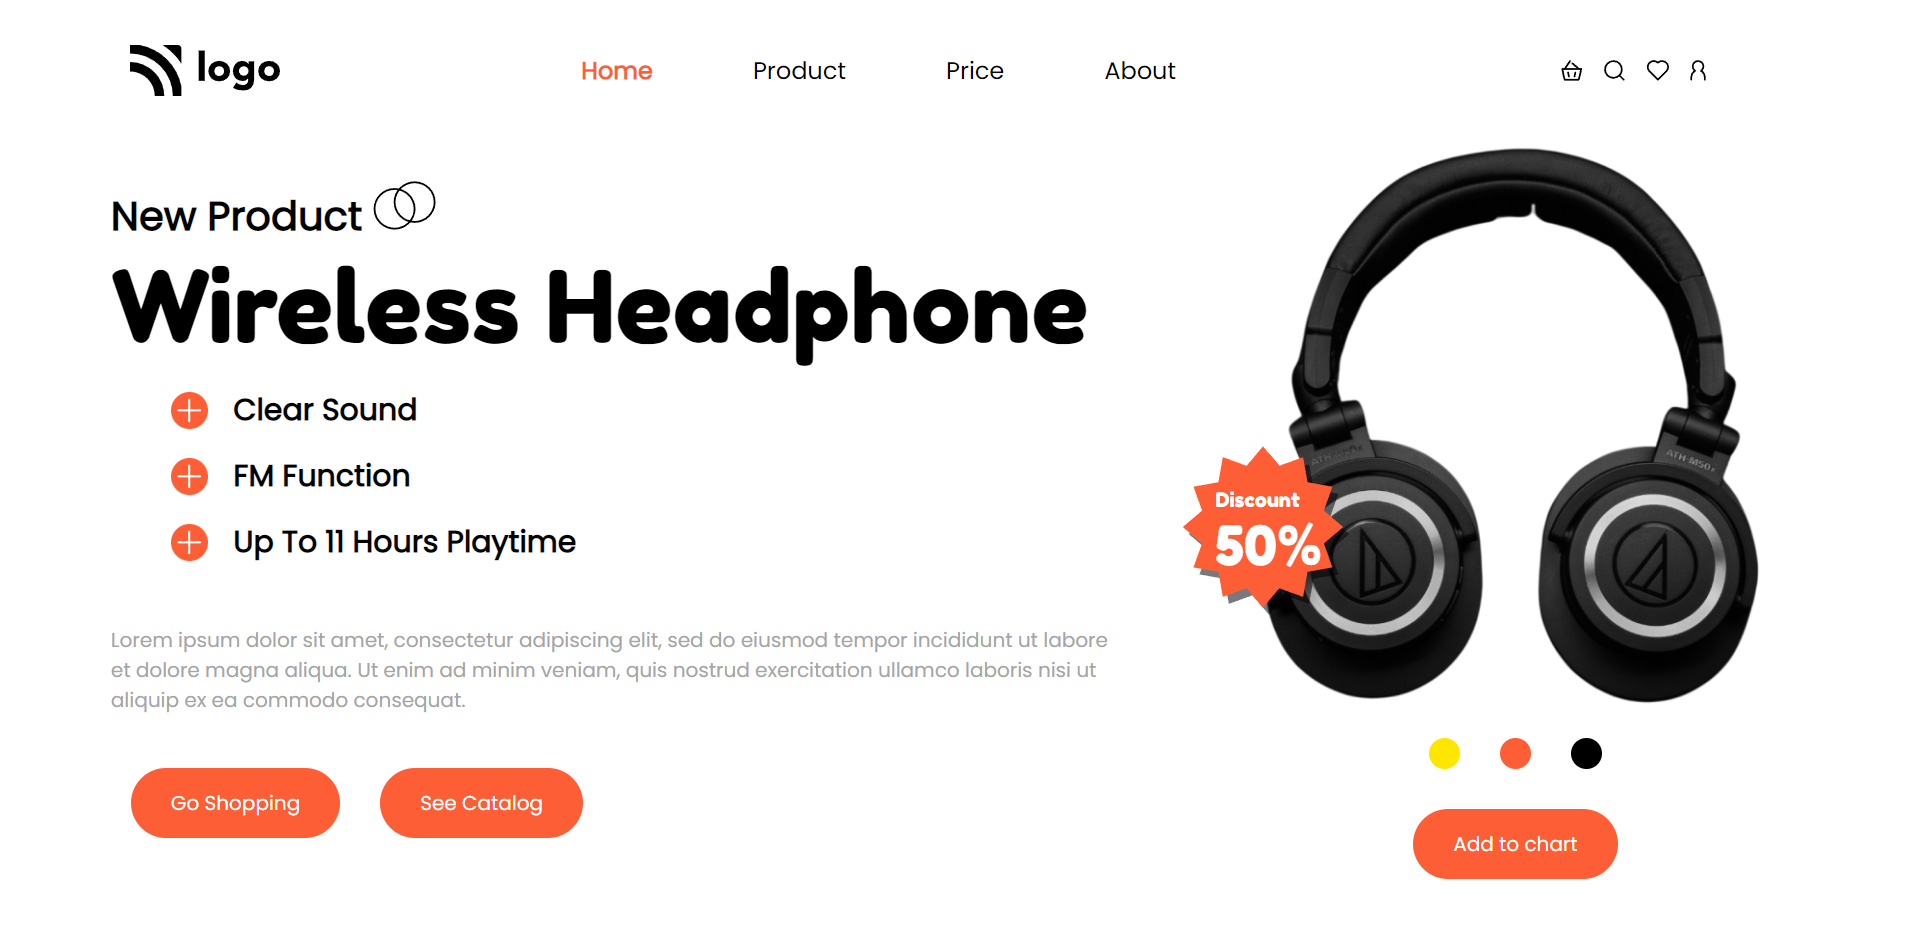 logo
Home
Product
Price
About
New Product
Wireless Headphone
Clear Sound
FM Function
Up To 11 Hours Playtime
Lorem ipsum dolor sit amet, consectetur adipiscing elit, sed do eiusmod tempor incididunt ut labore
et dolore magna aliqua. Ut enim ad minim veniam, quis nostrud exercitation ullamco laboris nisi ut
aliquip ex ea commodo consequat.
Go Shopping
See Catalog
ATH-M50x
Discount
50%
Add to chart